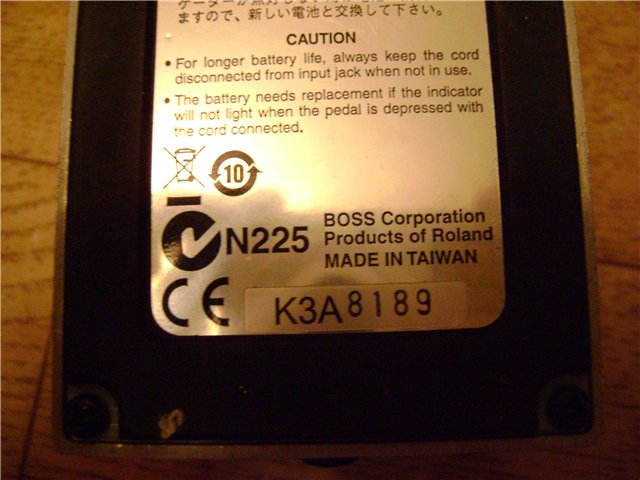 ますので、新しい電池と交換して下さい。
CAUTION
• For longer battery life, always keep the cord
disconnected from input jack when not in use.
• The battery needs replacement if the indicator
will not light when the pedal is depressed with
the cord connected.
10
N225
BOSS Corporation
Products of Roland
MADE IN TAIWAN
CE
K3A8189